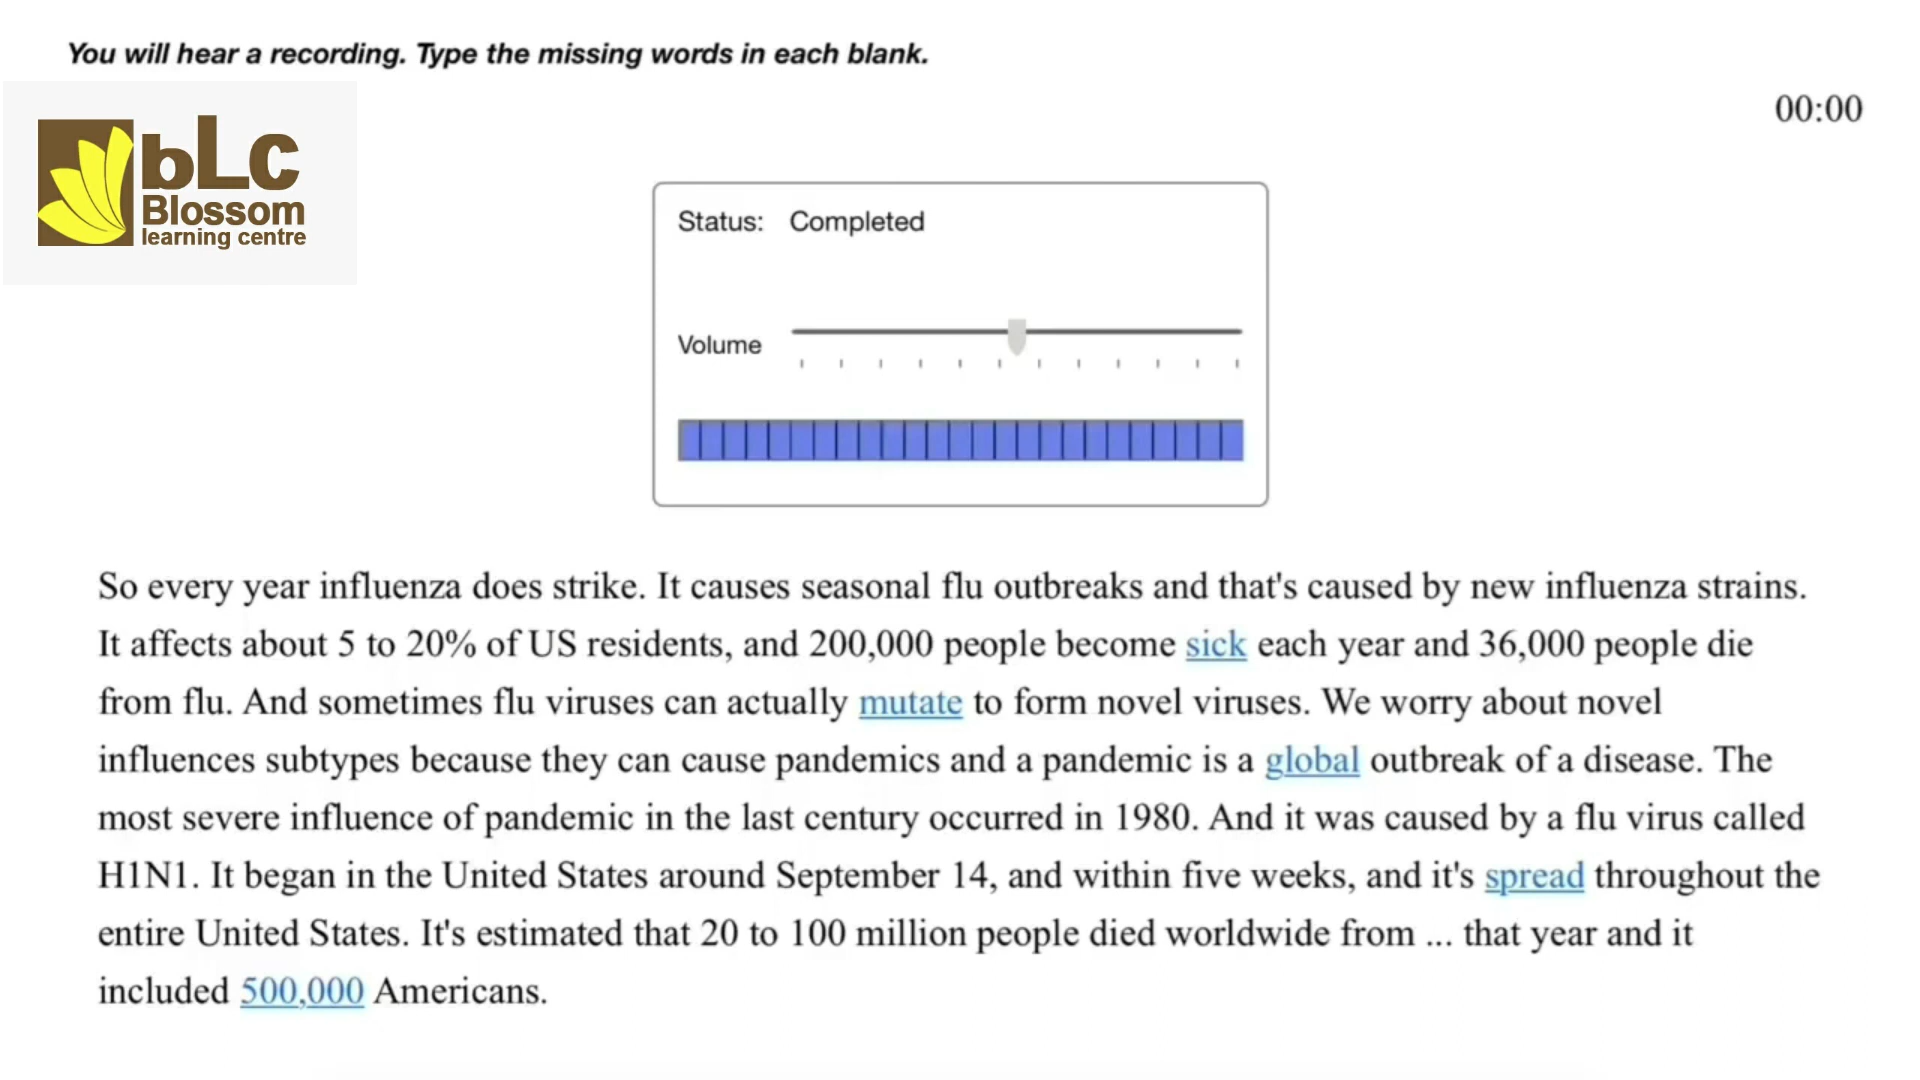 You will hear a recording. Type the missing words in each blank.
00:00
bLc
Blossom
learning centre
Status: Completed
Volume
So every year influenza does strike. It causes seasonal flu outbreaks and that's caused by new influenza strains.
It affects about 5 to 20% of US residents, and 200,000 people become sick each year and 36,000 people die
from flu. And sometimes flu viruses can actually mutate to form novel viruses. We worry about novel
influences subtypes because they can cause pandemics and a pandemic is a global outbreak of a disease. The
most severe influence of pandemic in the last century occurred in 1980. And it was caused by a flu virus called
H1N1. It began in the United States around September 14, and within five weeks, and it's spread throughout the
entire United States. It's estimated that 20 to 100 million people died worldwide from ... that year and it
included 500,000 Americans.